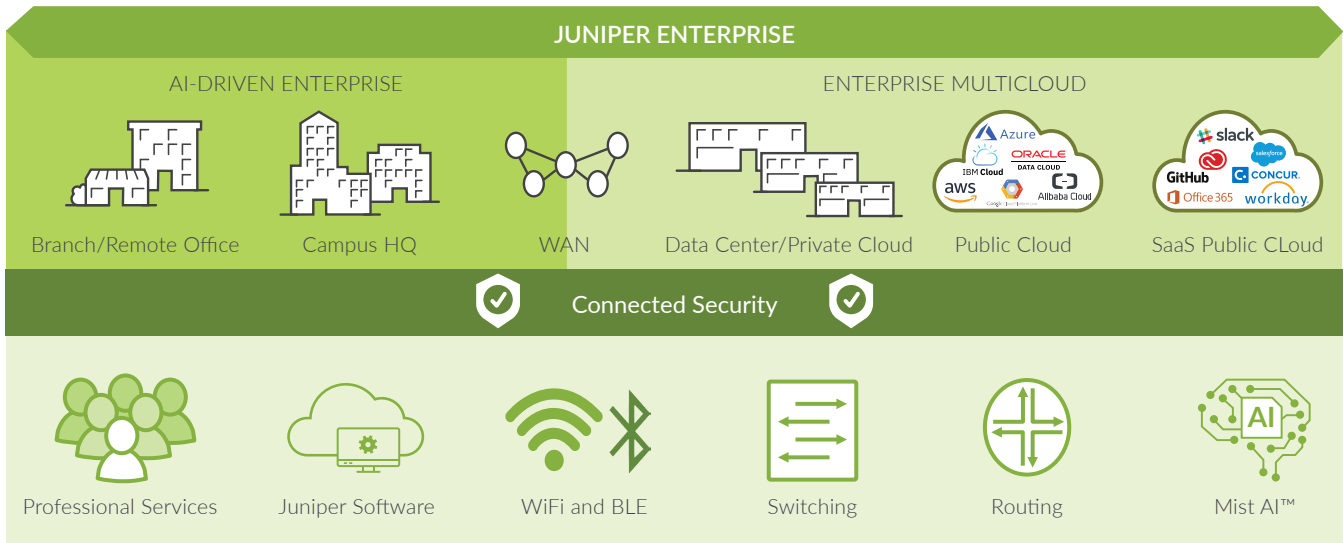 JUNIPER ENTERPRISE
AI-DRIVEN ENTERPRISE
ENTERPRISE MULTICLOUD
Azure
IBM Cloud
ORACLE
DATA CLOUD
aws
Alibaba Cloud
slack
salesforce
GitHub
CONCUR.
Office 365
workday.
Branch/Remote Office
Campus HQ
WAN
Data Center/Private Cloud
Public Cloud
SaaS Public CLoud
Connected Security
AI
Professional Services
Juniper Software
WiFi and BLE
Switching
Routing
Mist AI™